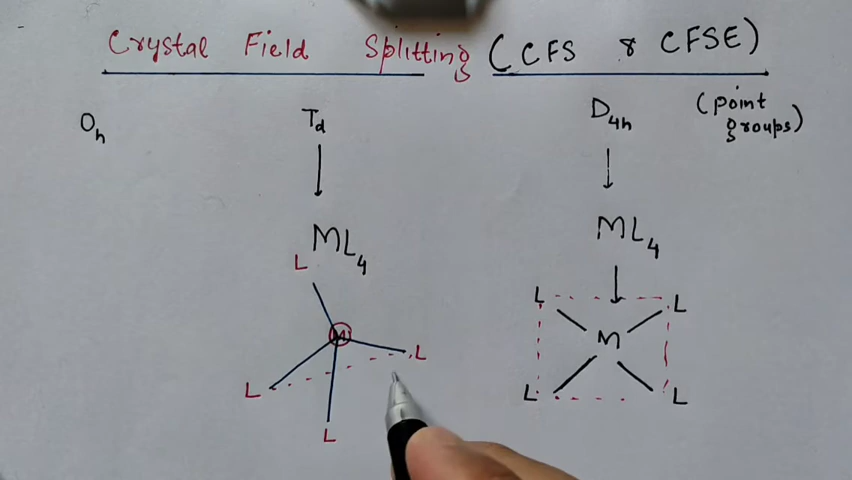 Crystal Field Splitting (CFS & CFSE)
Oh Td D4h (point groups)
ML4 ML4
L
L L
M M
L
L
L L
L